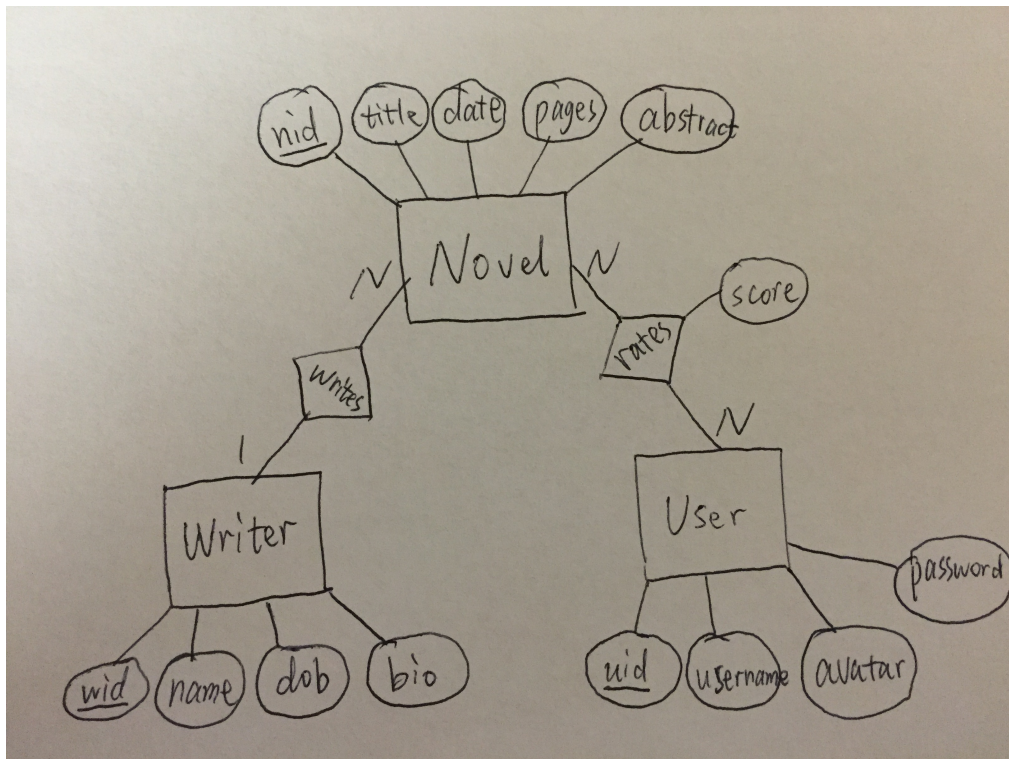 nid title date pages abstract
Novel
N N
score
rates
writes
N
1
User
Writer
password
wid name dob bio uid username avatar